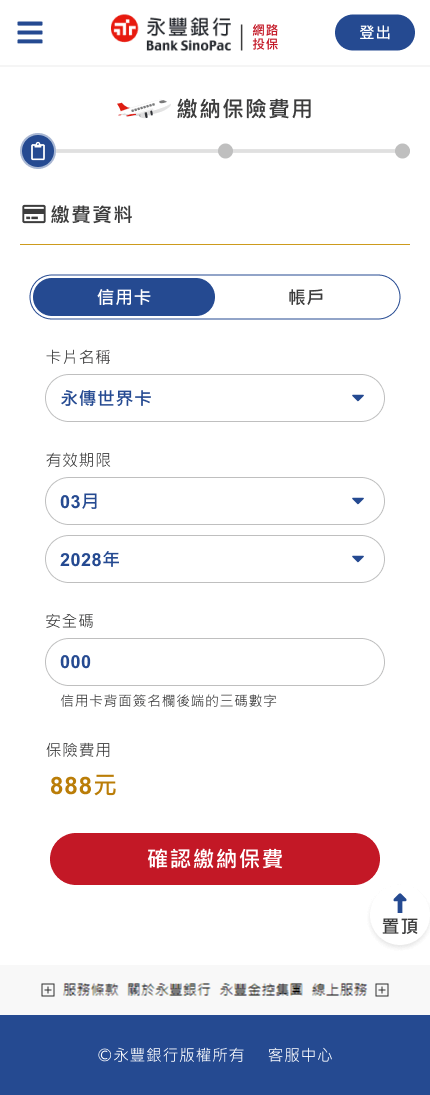 永豐銀行
Bank SinoPac
網路
投保
登出
繳納保險費用
繳費資料
信用卡 帳戶
卡片名稱
永傳世界卡
有效期限
03月
2028年
安全碼
000
信用卡背面簽名欄後端的三碼數字
保險費用
888元
確認繳納保費
置頂
服務條款 關於永豐銀行 永豐金控集團 線上服務
©永豐銀行版權所有 客服中心